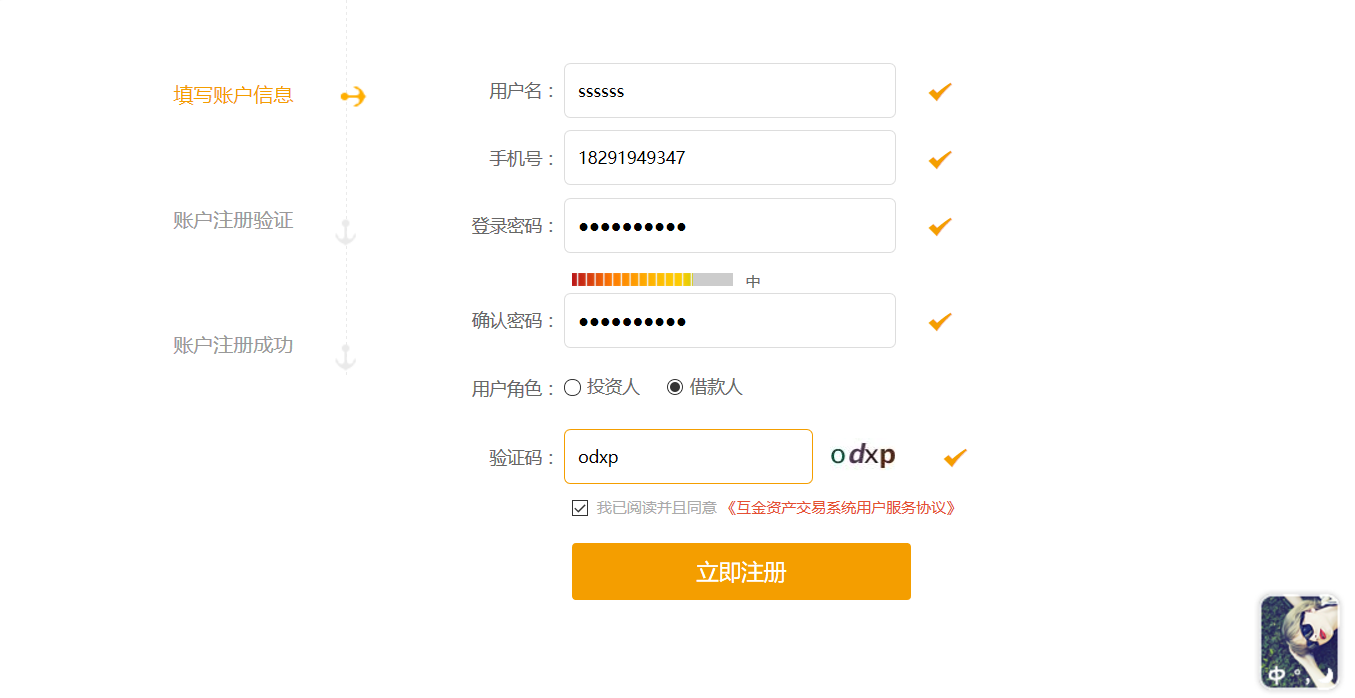 填写账户信息
账户注册验证
账户注册成功
用户名：ssssss
手机号：18291949347
登录密码：●●●●●●●●●●
中
确认密码：●●●●●●●●●●
用户角色：投资人 借款人
验证码：odxp odxp
我已阅读并且同意 《互金资产交易系统用户服务协议》
立即注册
中 °，